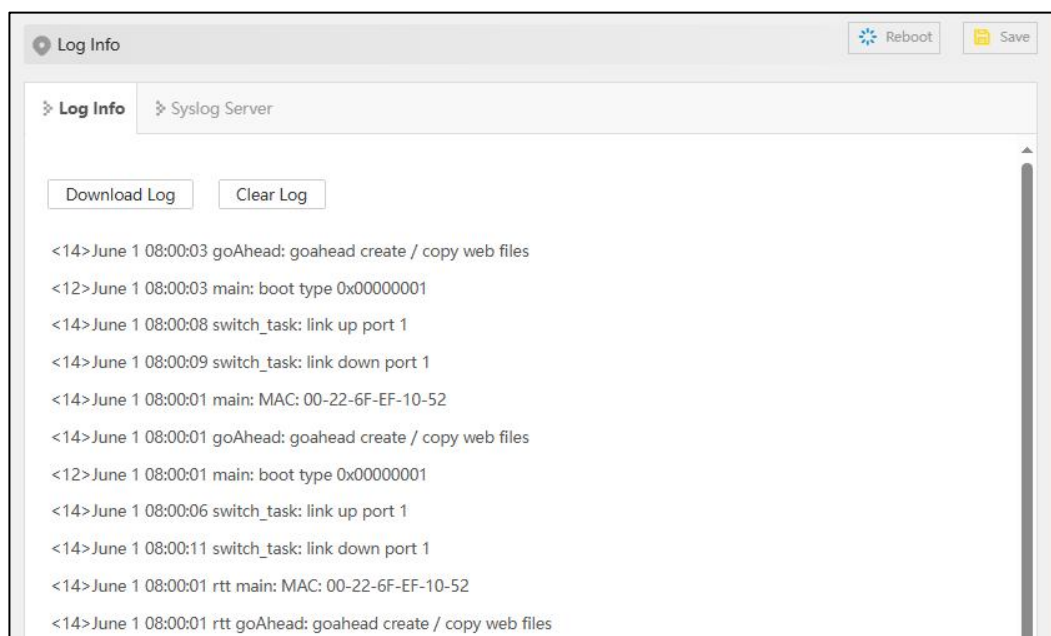 Log Info
Reboot
Save
Log Info
Syslog Server
Download Log
Clear Log
<14>June 1 08:00:03 goAhead: goahead create / copy web files
<12>June 1 08:00:03 main: boot type 0x00000001
<14>June 1 08:00:08 switch_task: link up port 1
<14>June 1 08:00:09 switch_task: link down port 1
<14>June 1 08:00:01 main: MAC: 00-22-6F-EF-10-52
<14>June 1 08:00:01 goAhead: goahead create / copy web files
<12>June 1 08:00:01 main: boot type 0x00000001
<14>June 1 08:00:06 switch_task: link up port 1
<14>June 1 08:00:11 switch_task: link down port 1
<14>June 1 08:00:01 rtt main: MAC: 00-22-6F-EF-10-52
<14>June 1 08:00:01 rtt goAhead: goahead create / copy web files